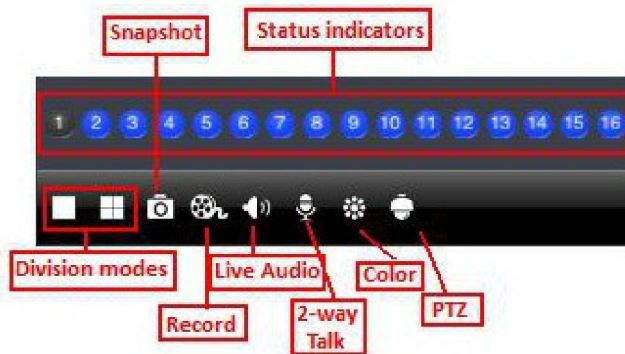 Snapshot
Status indicators
1 2 3 4 5 6 7 8 9 10 11 12 13 14 15 16
Division modes
Live Audio
Color
Record
2-way
Talk
PTZ